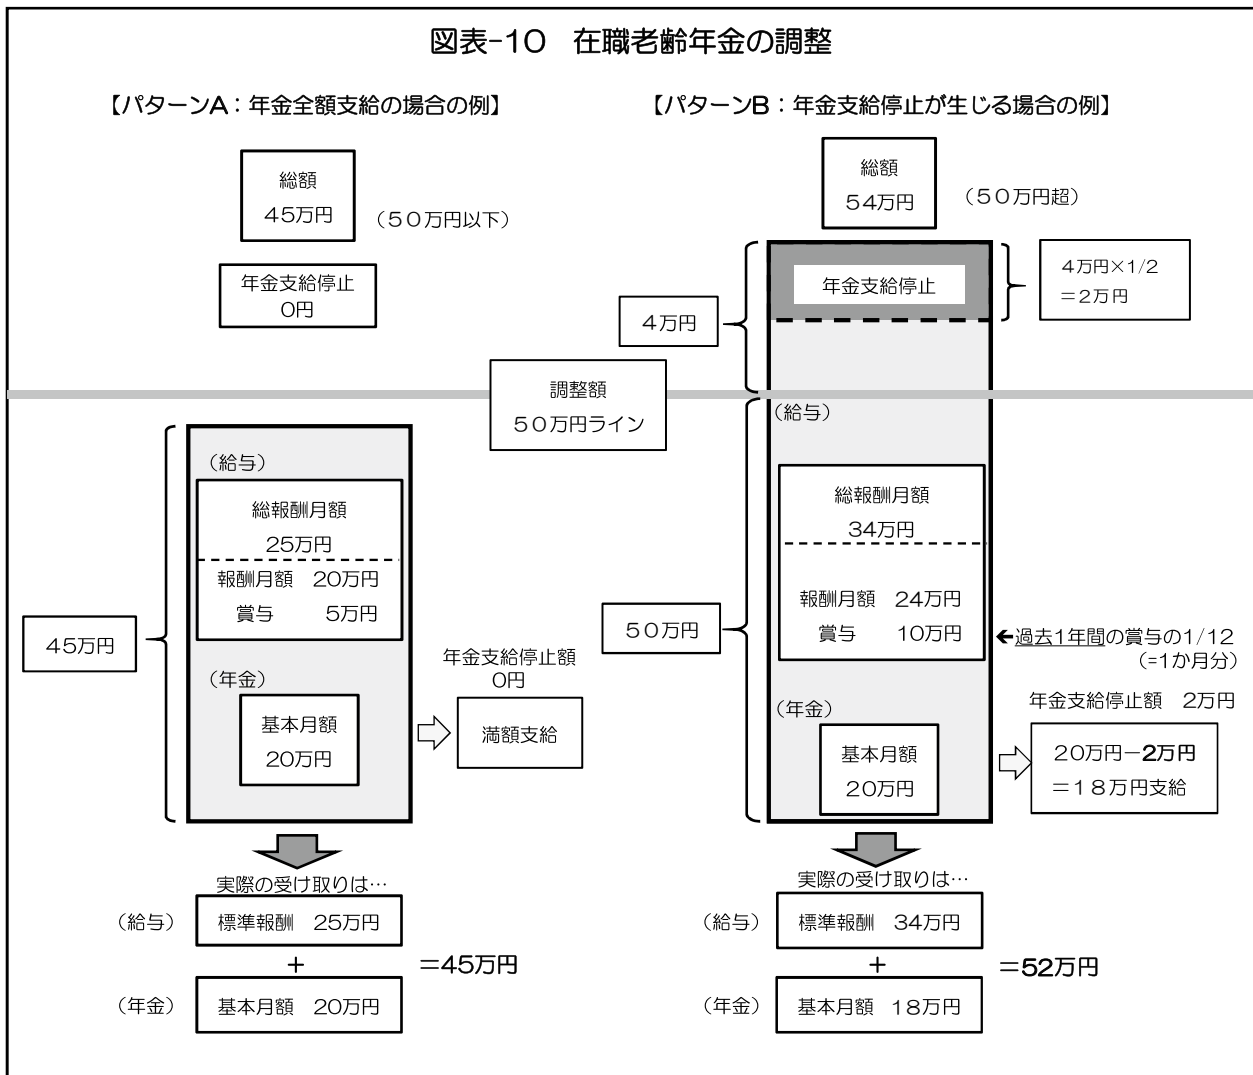 図表-10　在職老齢年金の調整
【パターンA：年金全額支給の場合の例】
総額
45万円
（５０万円以下）
年金支給停止
0円
調整額
５０万円ライン
45万円
（給与）
総報酬月額
25万円
報酬月額　20万円
賞与　5万円
（年金）
基本月額
20万円
年金支給停止額
0円
満額支給
実際の受け取りは…
（給与）
標準報酬　25万円
+
（年金）
基本月額　20万円
＝45万円
【パターンB：年金支給停止が生じる場合の例】
総額
54万円
（５０万円超）
年金支給停止
4万円×1/2
＝2万円
４万円
（給与）
５０万円
総報酬月額
34万円
報酬月額　24万円
賞与　10万円
←過去1年間の賞与の1/12
(=1か月分)
（年金）
基本月額
20万円
年金支給停止額　2万円
20万円－2万円
＝１8万円支給
実際の受け取りは…
（給与）
標準報酬　34万円
+
（年金）
基本月額　18万円
＝52万円